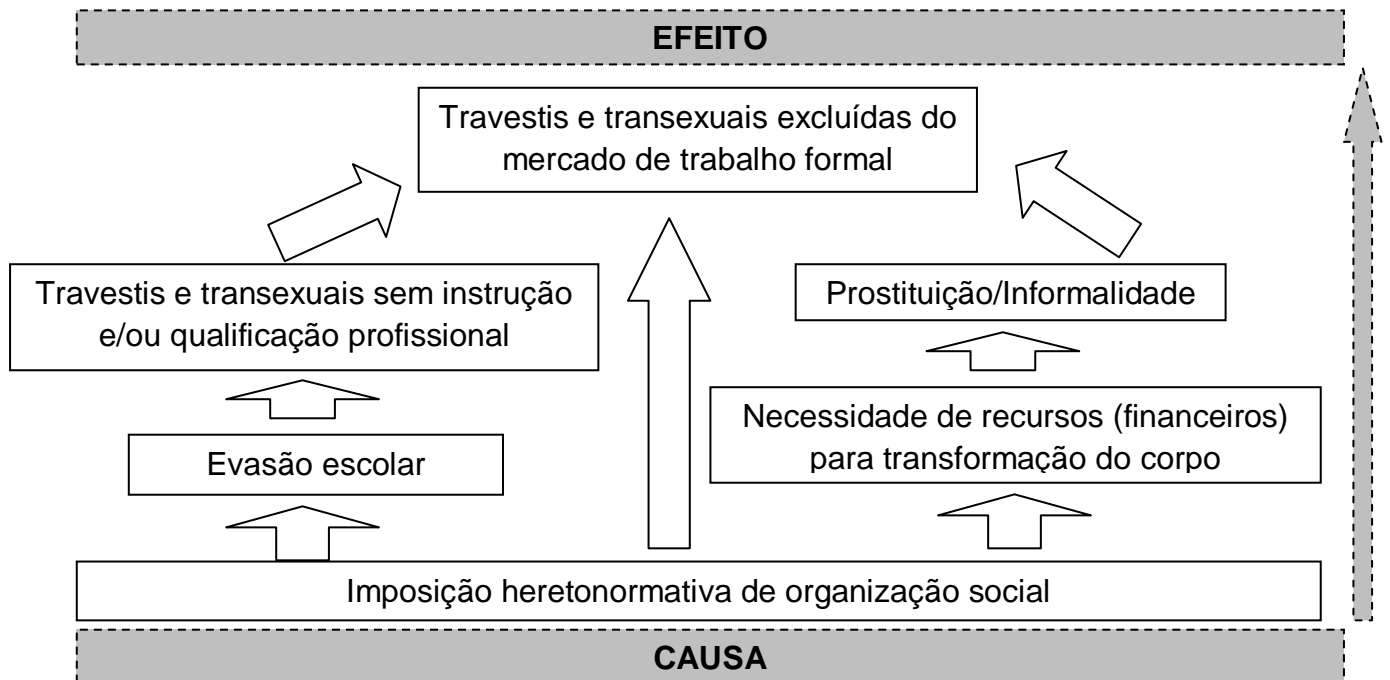 EFEITO
Travestis e transexuais excluídas do
mercado de trabalho formal
Travestis e transexuais sem instrução
e/ou qualificação profissional
Prostituição/Informalidade
Evasão escolar
Necessidade de recursos (financeiros)
para transformação do corpo
Imposição heretonormativa de organização social
CAUSA